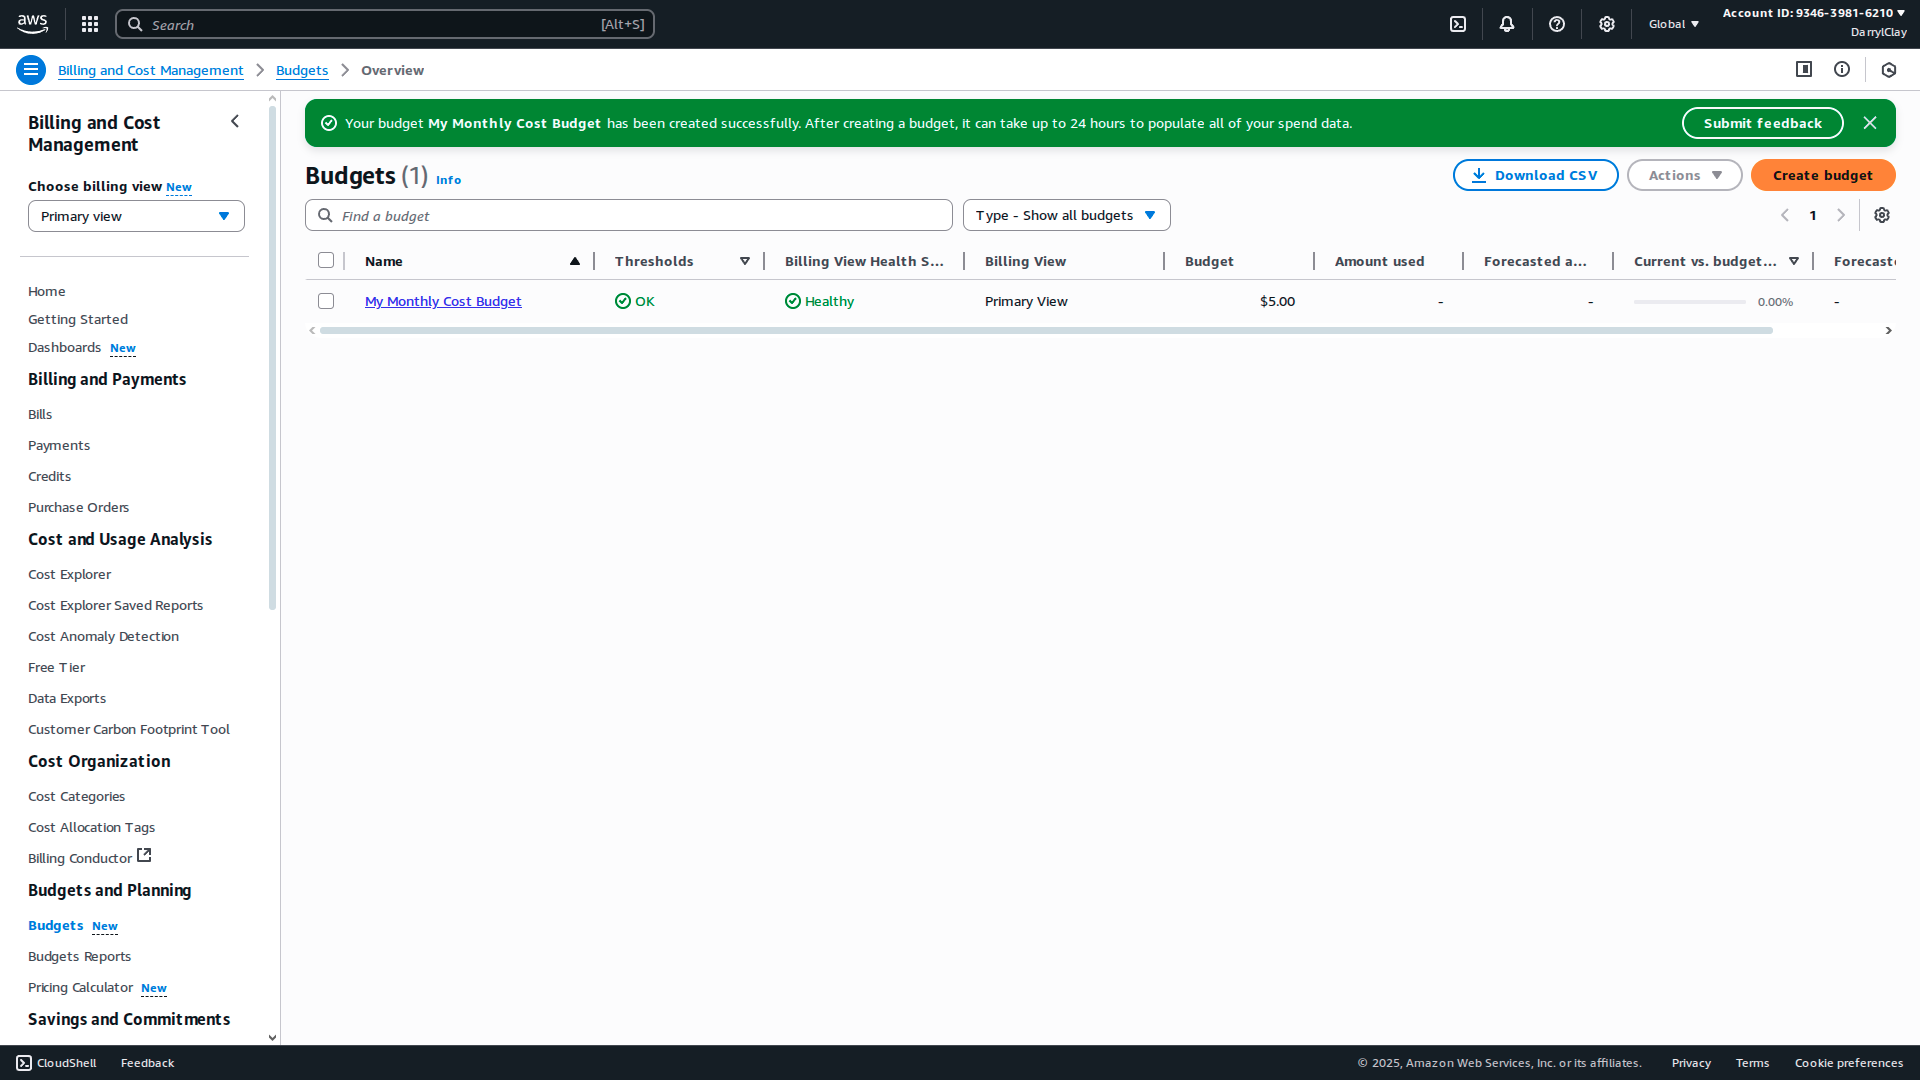 aws
Search
[Alt+S]
Global
Account ID: 9346-3981-6210
DarrylClay
Billing and Cost Management
Budgets
Overview
Billing and Cost
Management
Choose billing view New
Primary view
Home
Getting Started
Dashboards New
Billing and Payments
Bills
Payments
Credits
Purchase Orders
Cost and Usage Analysis
Cost Explorer
Cost Explorer Saved Reports
Cost Anomaly Detection
Free Tier
Data Exports
Customer Carbon Footprint Tool
Cost Organization
Cost Categories
Cost Allocation Tags
Billing Conductor
Budgets and Planning
Budgets New
Budgets Reports
Pricing Calculator New
Savings and Commitments
Your budget My Monthly Cost Budget has been created successfully. After creating a budget, it can take up to 24 hours to populate all of your spend data.
Submit feedback
Budgets (1) Info
Download CSV
Actions
Create budget
Find a budget
Type - Show all budgets
1
Name Thresholds Billing View Health S... Billing View Budget Amount used Forecasted a... Current vs. budget... Forecast
My Monthly Cost Budget OK Healthy Primary View $5.00 - - 0.00% -
CloudShell
Feedback
© 2025, Amazon Web Services, Inc. or its affiliates.
Privacy
Terms
Cookie preferences